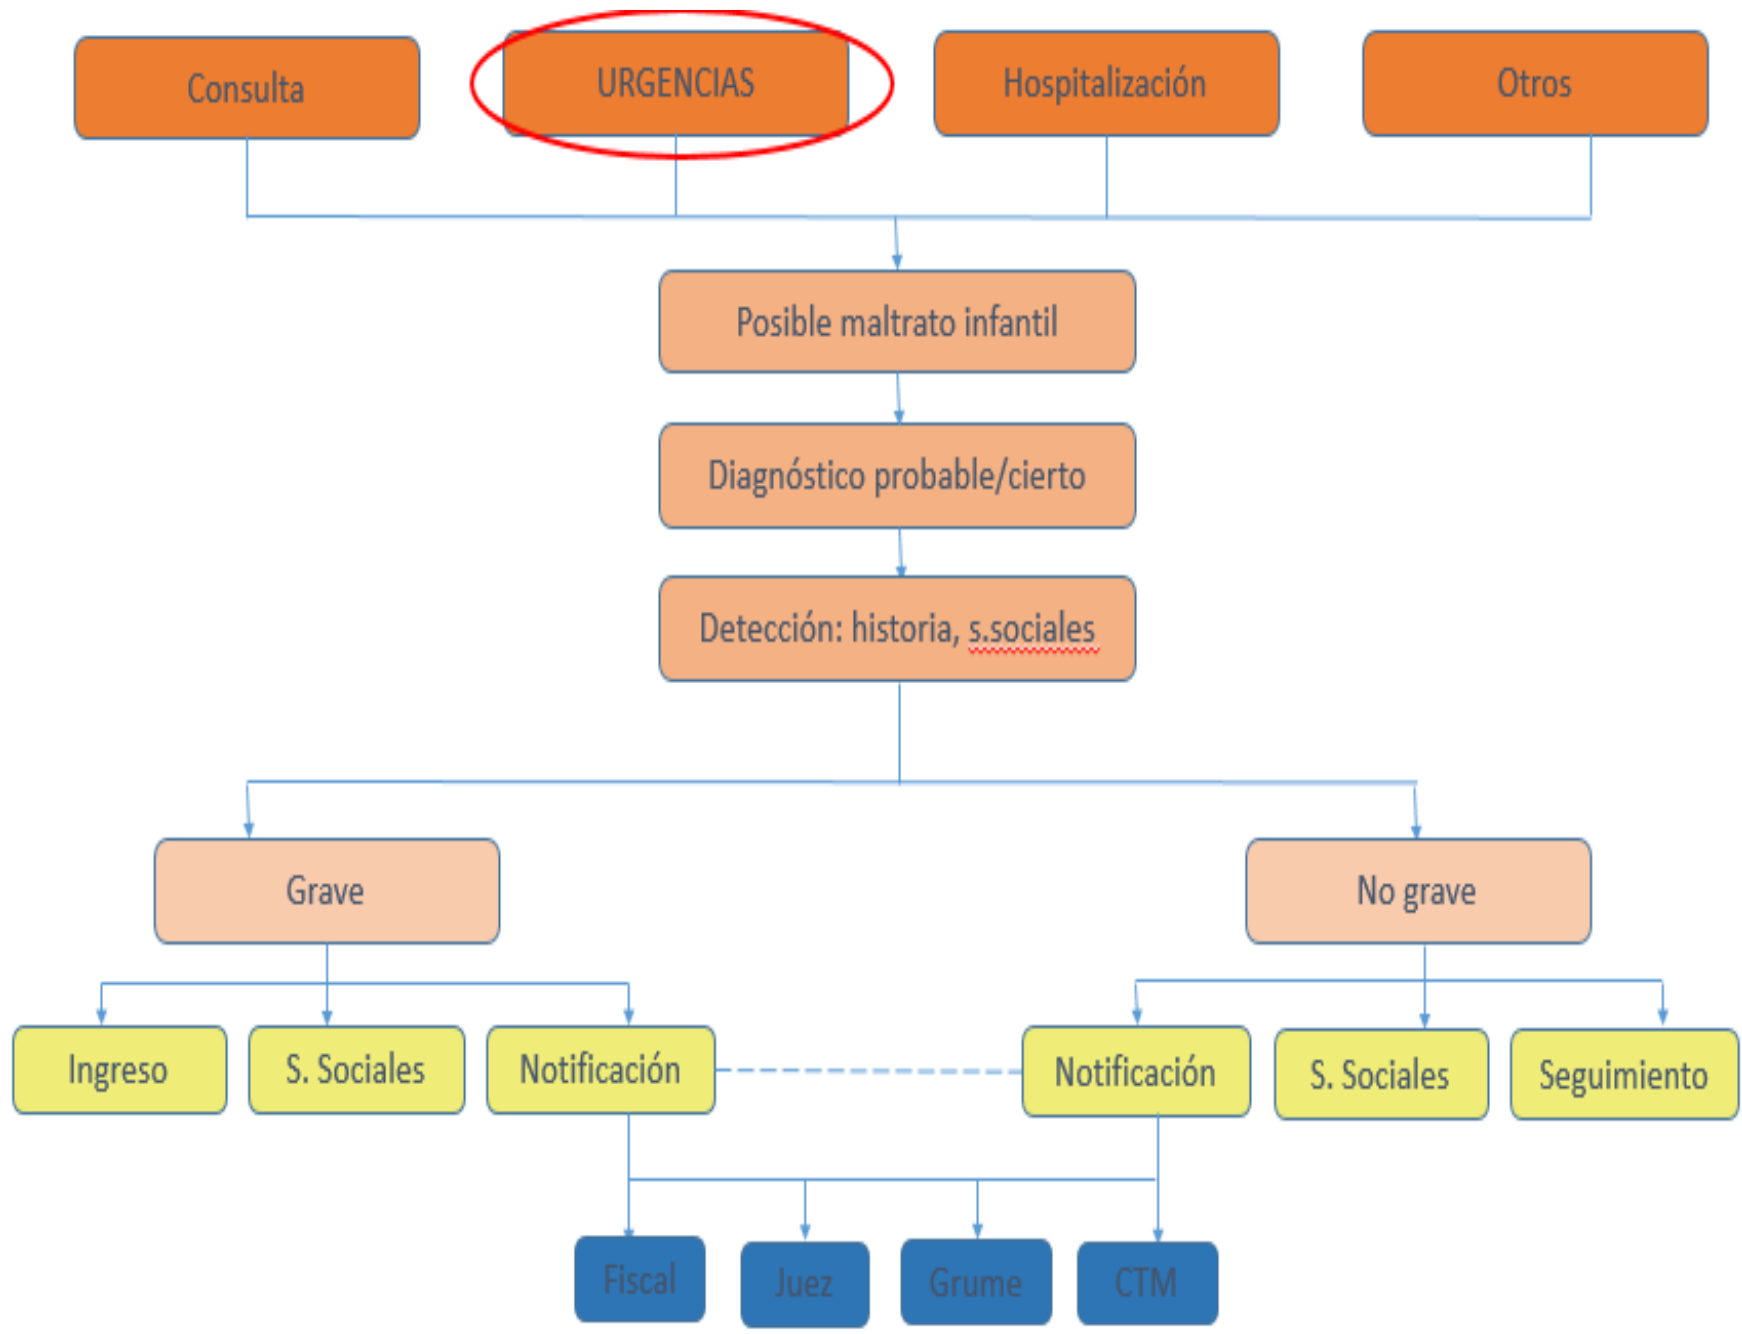 Consulta
URGENCIAS
Hospitalización
Otros
Posible maltrato infantil
Diagnóstico probable/cierto
Detección: historia, s.sociales
Grave
No grave
Ingreso
S. Sociales
Notificación
Notificación
S. Sociales
Seguimiento
Fiscal
Juez
Grume
CTM